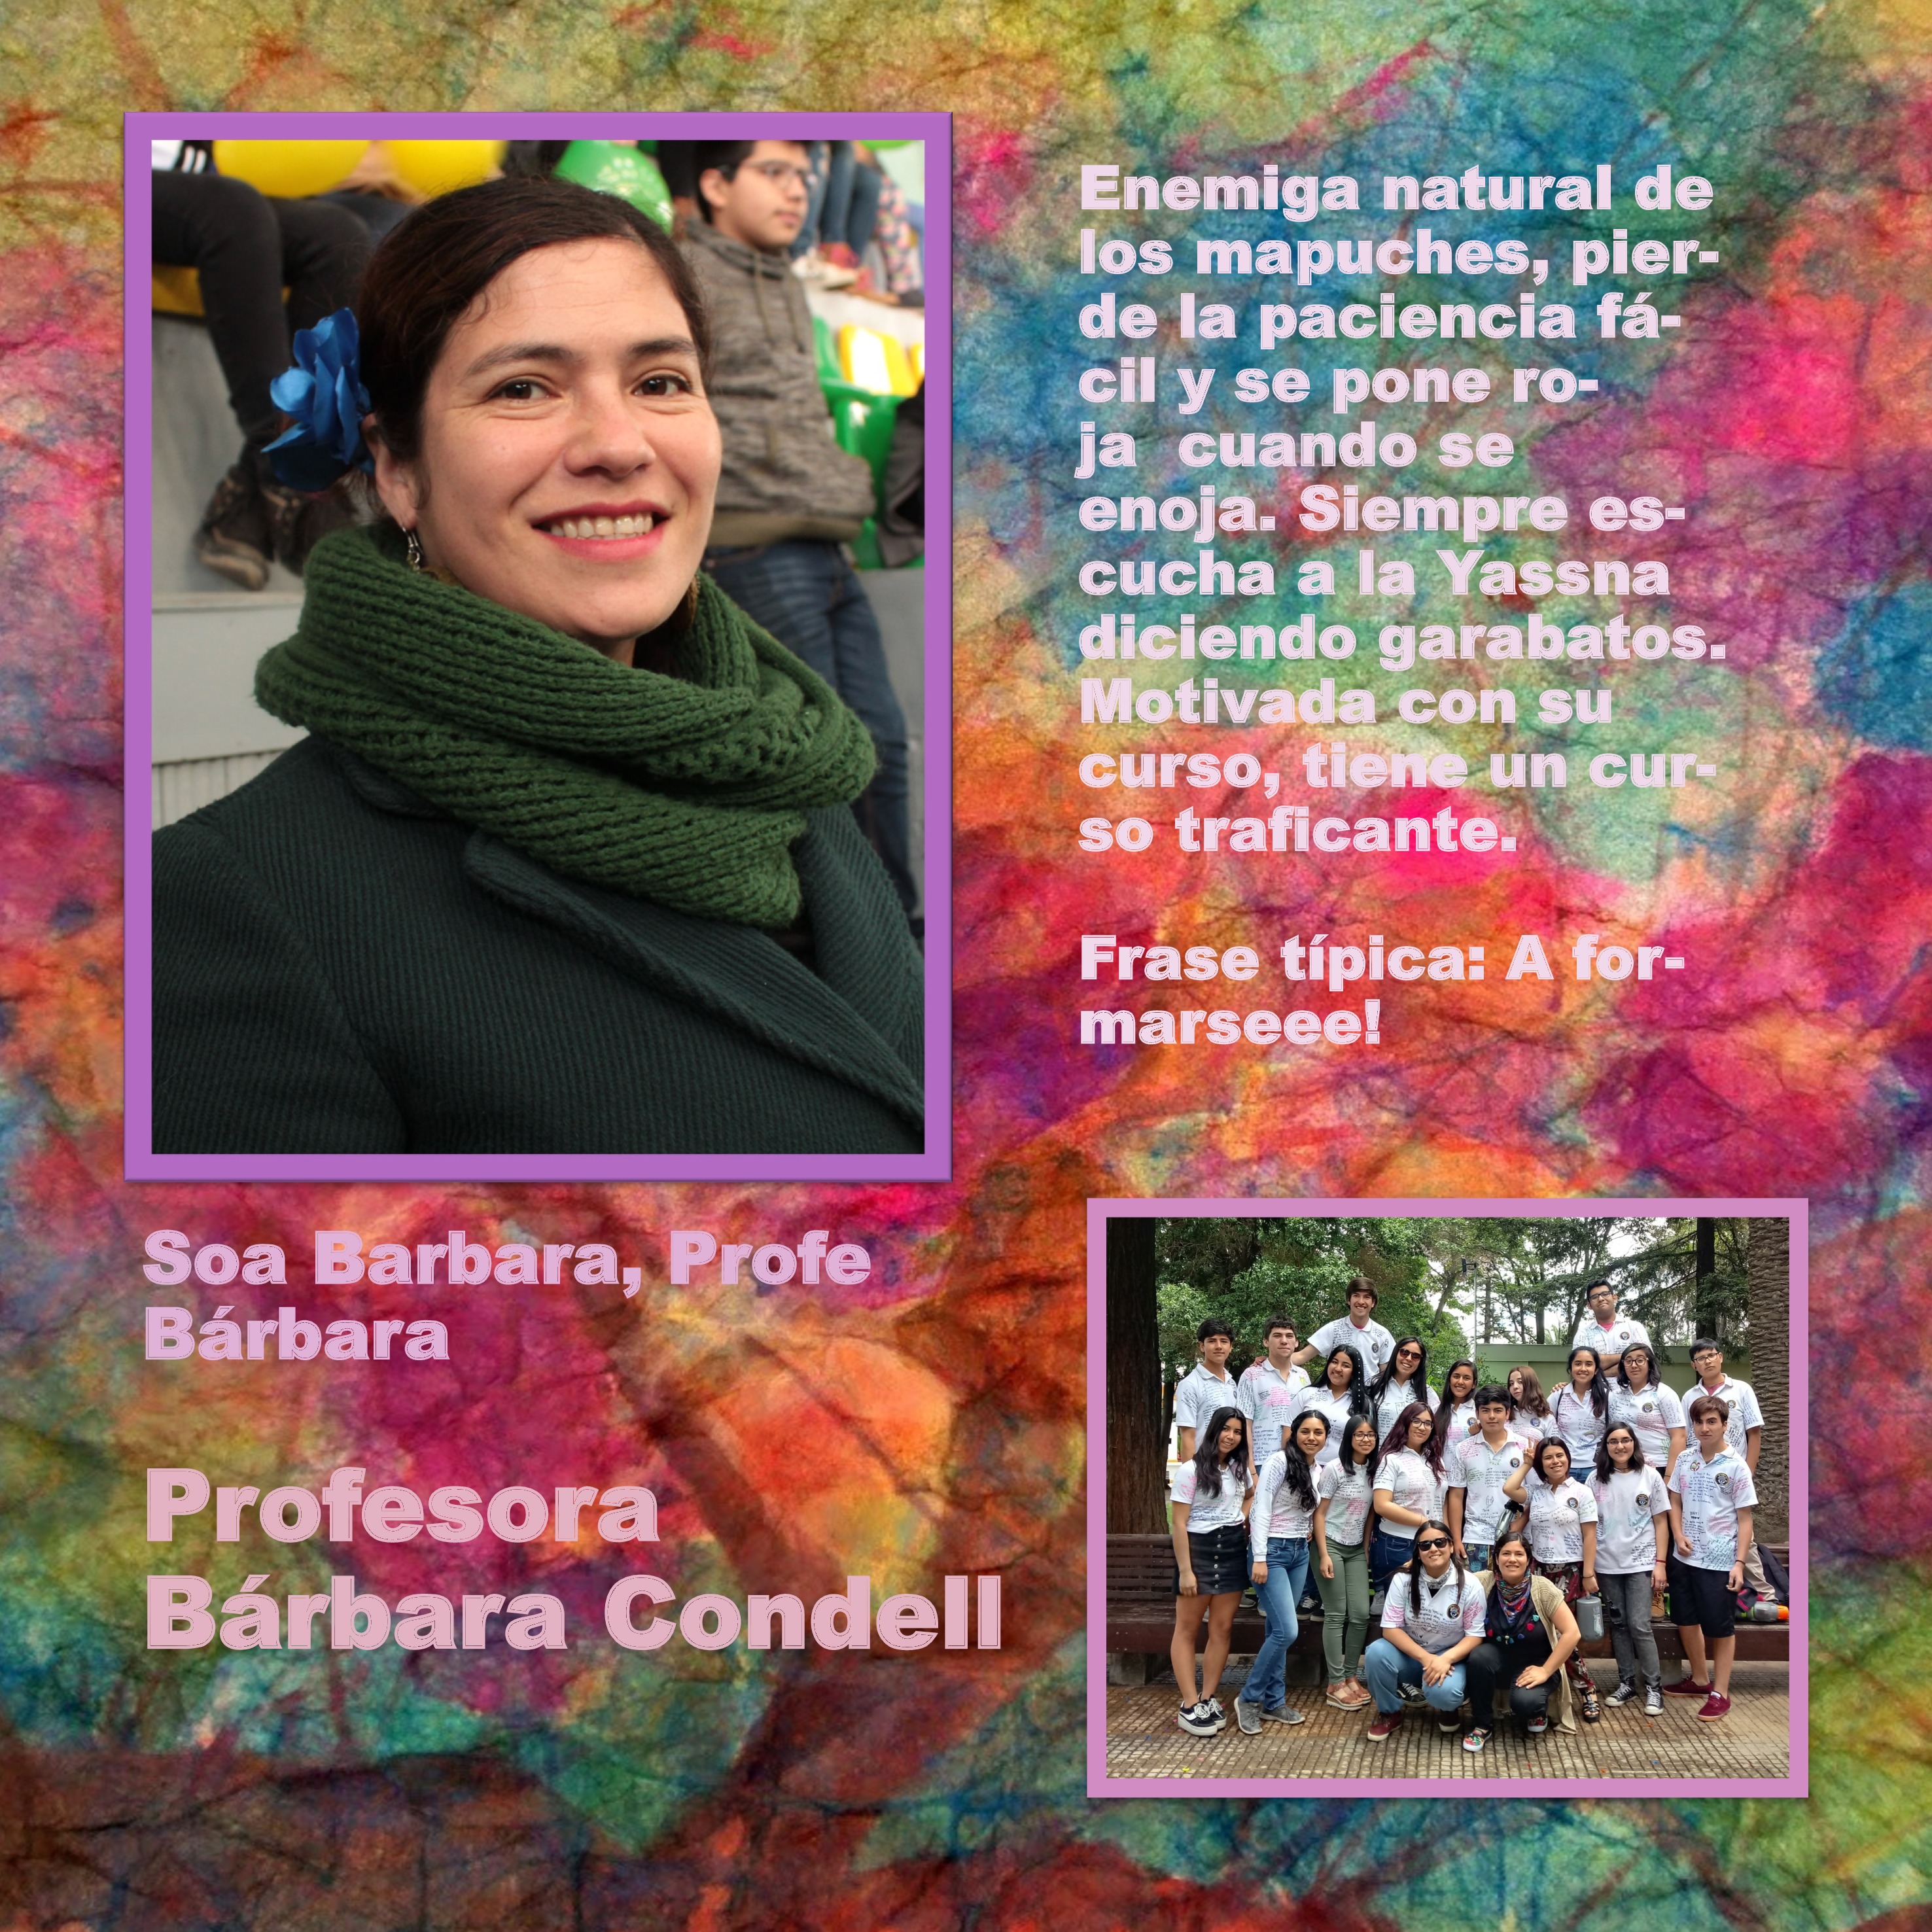 Enemiga natural de
los mapuches, pier-
de la paciencia fá-
cil y se pone ro-
ja  cuando se
enoja. Siempre es-
cucha a la Yassna
diciendo garabatos.
Motivada con su
curso, tiene un cur-
so traficante.
Frase típica: A for-
marseee!
Soa Barbara, Profe
Bárbara
Profesora
Bárbara Condell